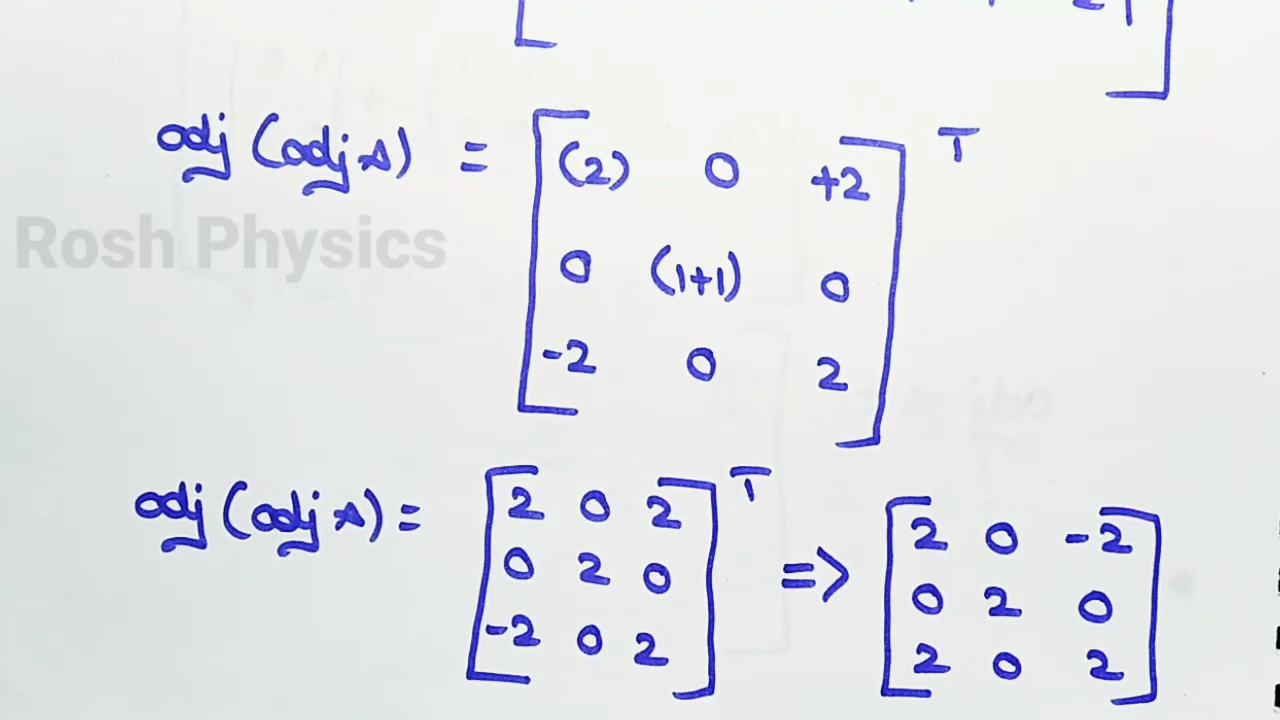 adj (adj A) = [ (2) 0 +2 ] T
Rosh Physics
0 (1+1) 0
-2 0 2
adj (adj A) = [ 2 0 2 ] T => [ 2 0 -2 ]
0 2 0 0 2 0
-2 0 2 2 0 2